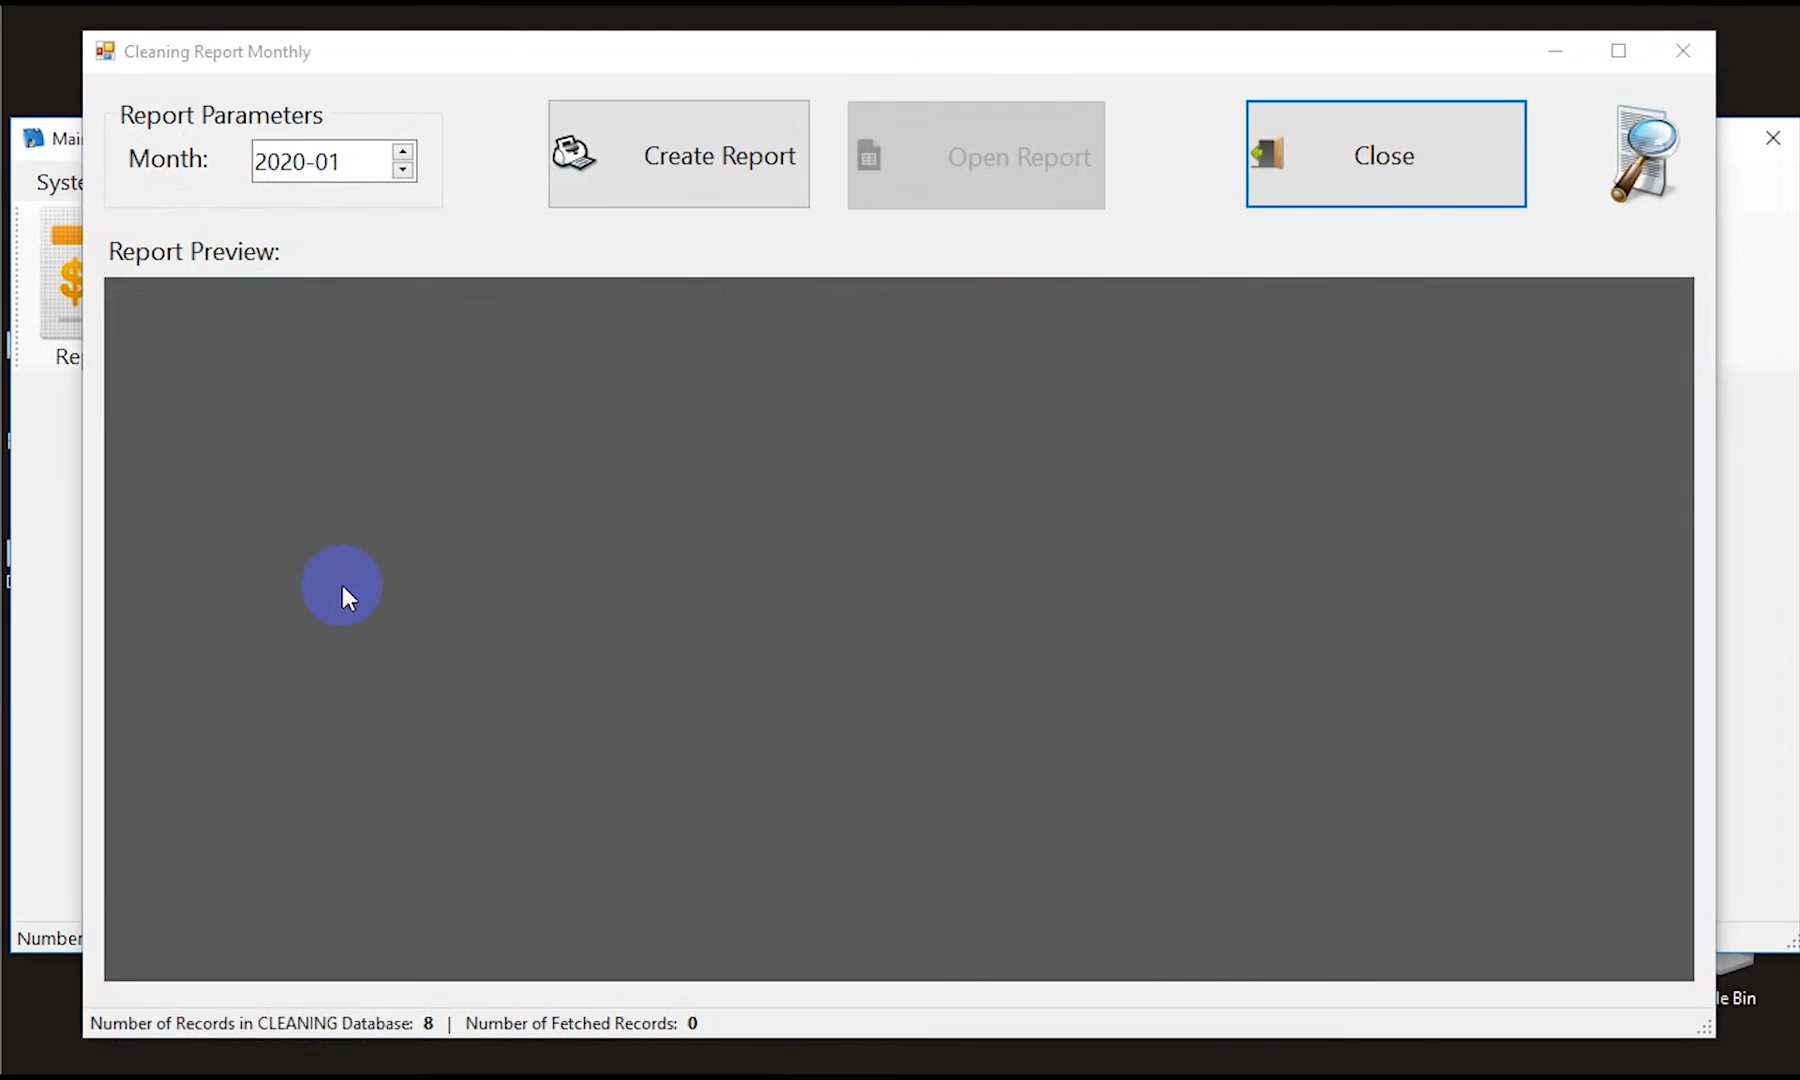 Cleaning Report Monthly
Report Parameters
Month: 2020-01
Create Report
Open Report
Close
Report Preview:
Number of Records in CLEANING Database: 8 | Number of Fetched Records: 0
Mai
Syste
$
Re
Number
le Bin